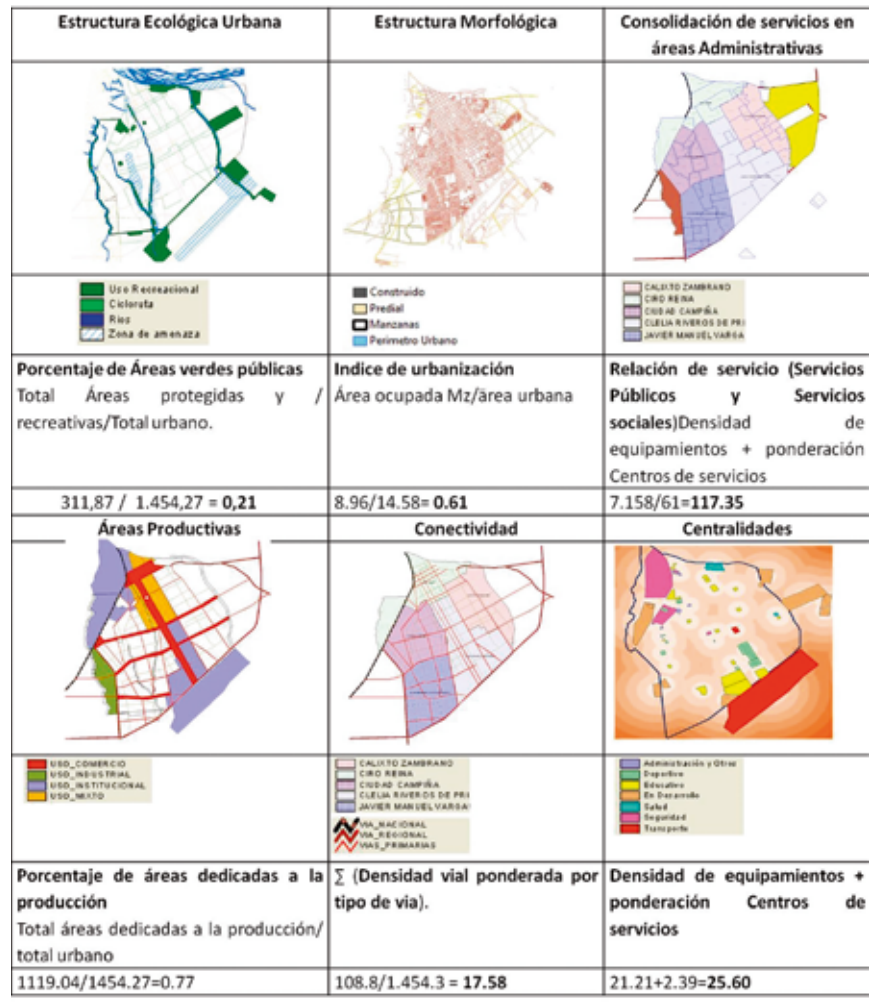 Estructura Ecológica Urbana
Estructura Morfológica
Consolidación de servicios en
áreas Administrativas
Uso Recreacional
Cicloruta
Rios
Zona de amenaza
Construido
Predial
Manzanas
Perimetro Urbano
CALIXTO ZAMBRANO
CIRO REINA
CIUDAD CAMPIÑA
CLELIA RIVEROS DE PRI
JAVIER MANUEL VARGA
Porcentaje de Áreas verdes públicas
Total Áreas protegidas y /
recreativas/Total urbano.
Indice de urbanización
Área ocupada Mz/área urbana
Relación de servicio (Servicios
Públicos y Servicios
sociales)Densidad de
equipamientos + ponderación
Centros de servicios
311,87 / 1.454,27 = 0,21
8.96/14.58= 0.61
7.158/61=117.35
Áreas Productivas
Conectividad
Centralidades
USO_COMERCIO
USO_INDUSTRIAL
USO_INSTITUCIONAL
USO_MIXTO
CALIXTO ZAMBRANO
CIRO REINA
CIUDAD CAMPIÑA
CLELIA RIVEROS DE PRI
JAVIER MANUEL VARGA
VIA_NACIONAL
VIA_REGIONAL
VIAS_PRIMARIAS
Administración y Otros
Deportivo
Educativo
En Desarrollo
Salud
Seguridad
Transporte
Porcentaje de áreas dedicadas a la
producción
Total áreas dedicadas a la producción/
total urbano
∑ (Densidad vial ponderada por
tipo de via).
Densidad de equipamientos +
ponderación Centros de
servicios
1119.04/1454.27=0.77
108.8/1.454.3 = 17.58
21.21+2.39=25.60